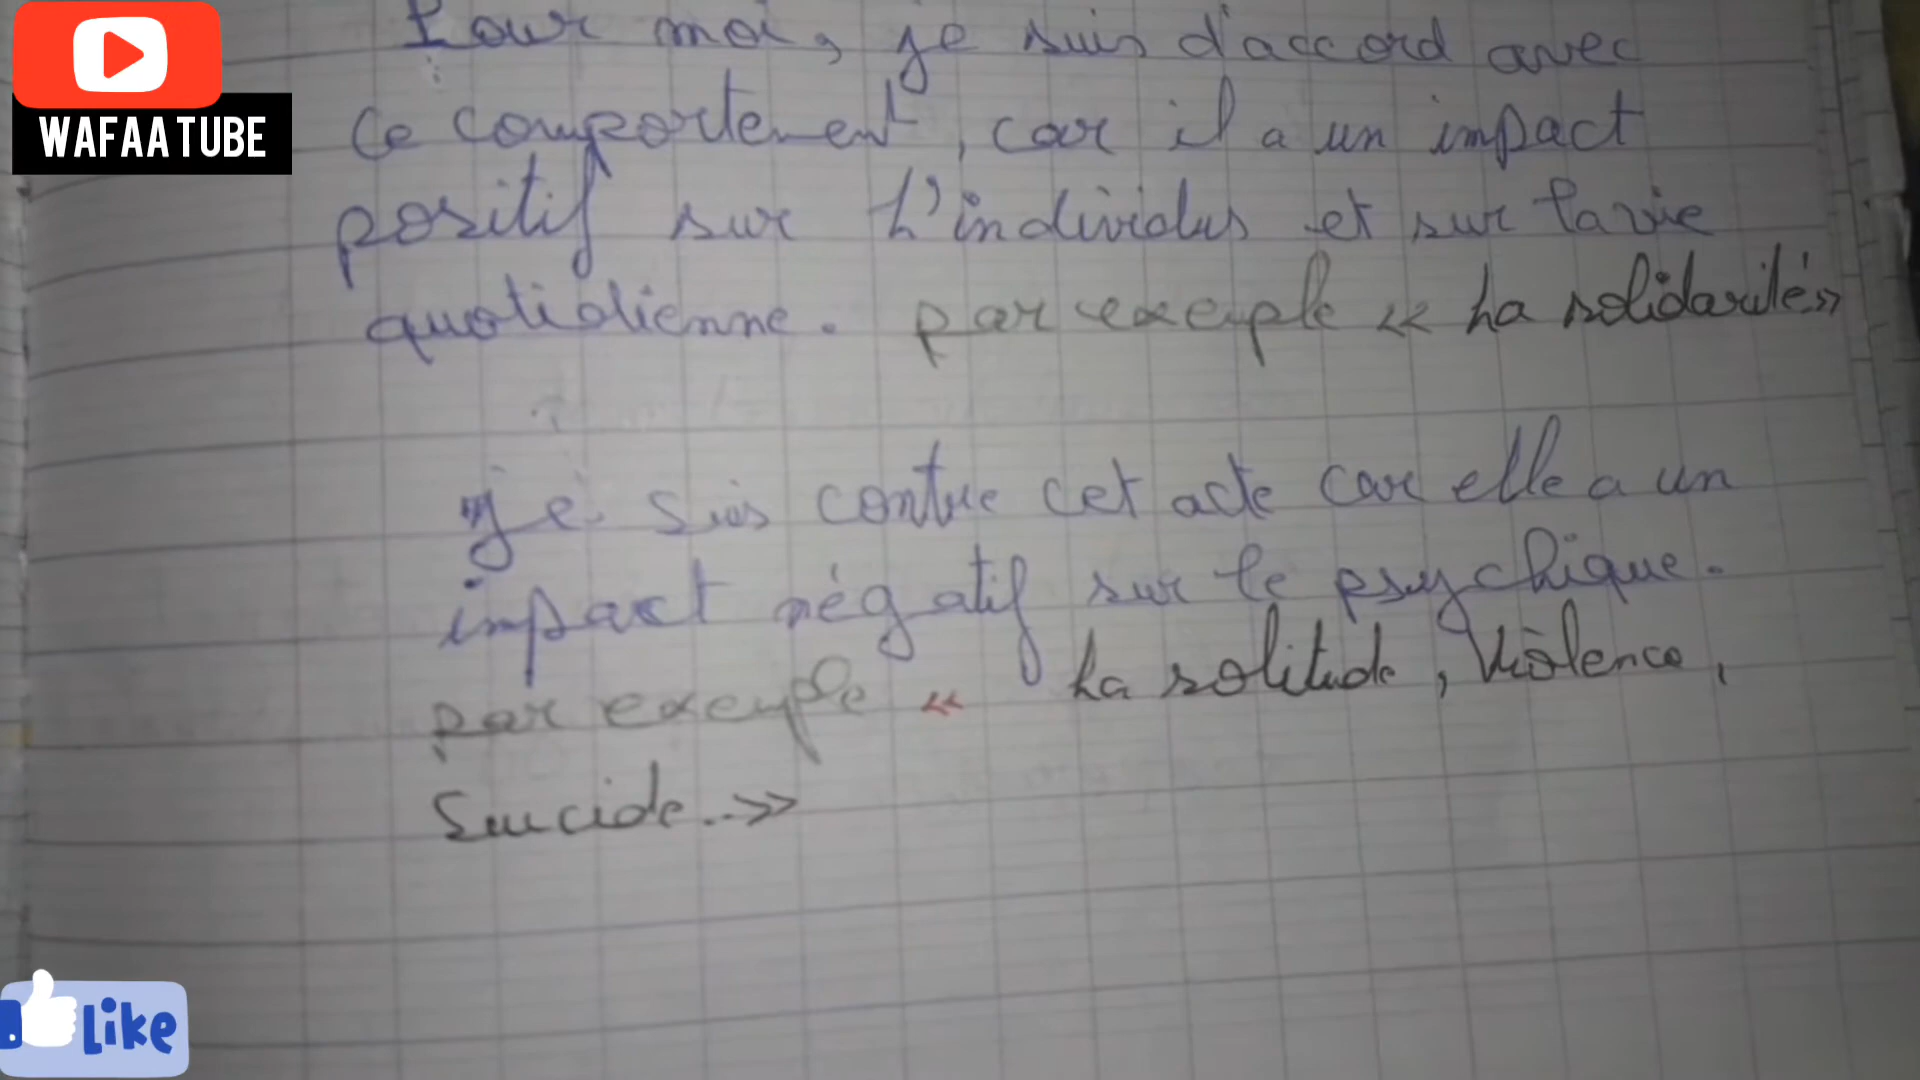 WAFAA TUBE
Pour moi, je suis d'accord avec
ce comportement, car il a un impact
positif sur L'individus et sur la vie
quotidienne. par exemple << La solidarité>>
je suis contre cet acte car elle a un
impact négatif sur le psychique.
par exemple << La solitude, Violence,
Suicide..>>
Like